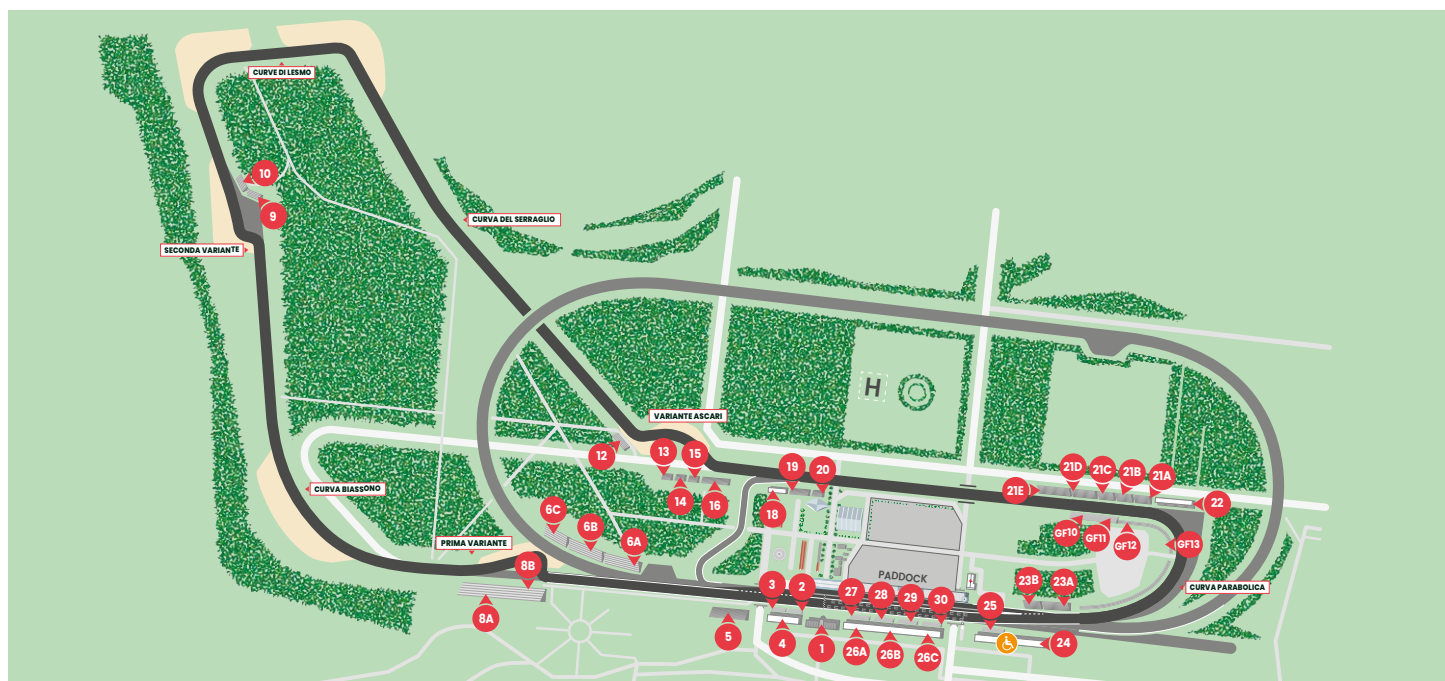 CURVE DI LESMO
10
9
CURVA DEL SERRAGLIO
SECONDA VARIANTE
H
VARIANTE ASCARI
12
13
15
14
16
19
20
18
21E
21D
21C
21B
21A
22
CURVA BIASSONO
6C
6B
6A
GF10
GF11
GF12
GF13
PRIMA VARIANTE
8B
8A
PADDOCK
23B
23A
CURVA PARABOLICA
3
2
27
28
29
30
25
5
4
1
26A
26B
26C
24